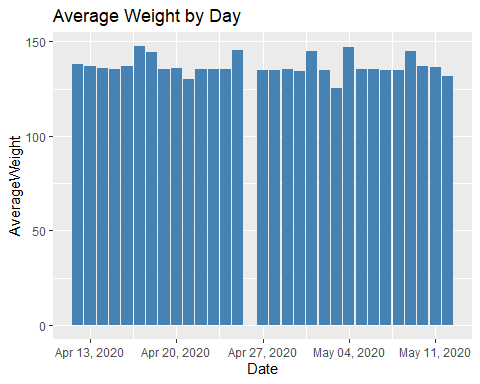 Average Weight by Day
AverageWeight
150
100
50
0
Apr 13, 2020 Apr 20, 2020 Apr 27, 2020 May 04, 2020 May 11, 2020
Date